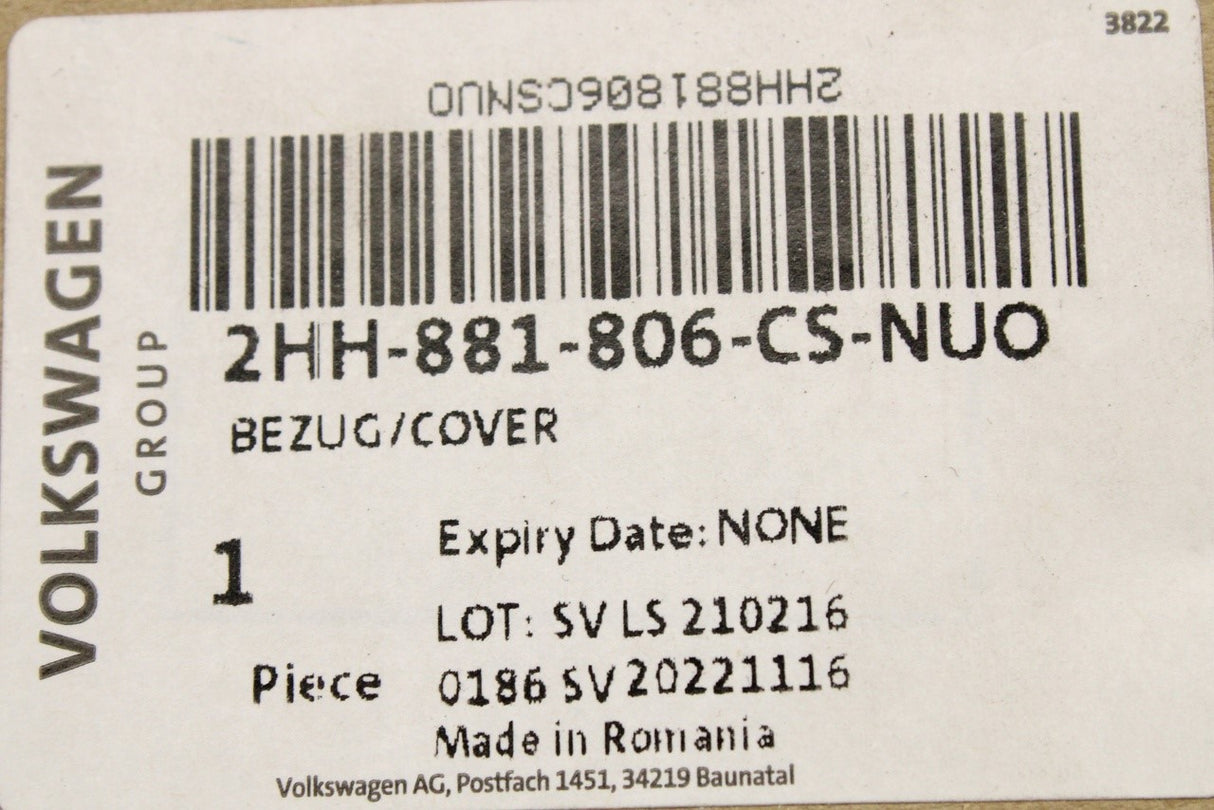 3822
2HH881806CSNUO
VOLKSWAGEN
GROUP
2HH-881-806-CS-NUO
BEZUG/COVER
1
Piece
Expiry Date: NONE
LOT: SV LS 210216
0186 SV 20221116
Made in Romania
Volkswagen AG, Postfach 1451, 34219 Baunatal